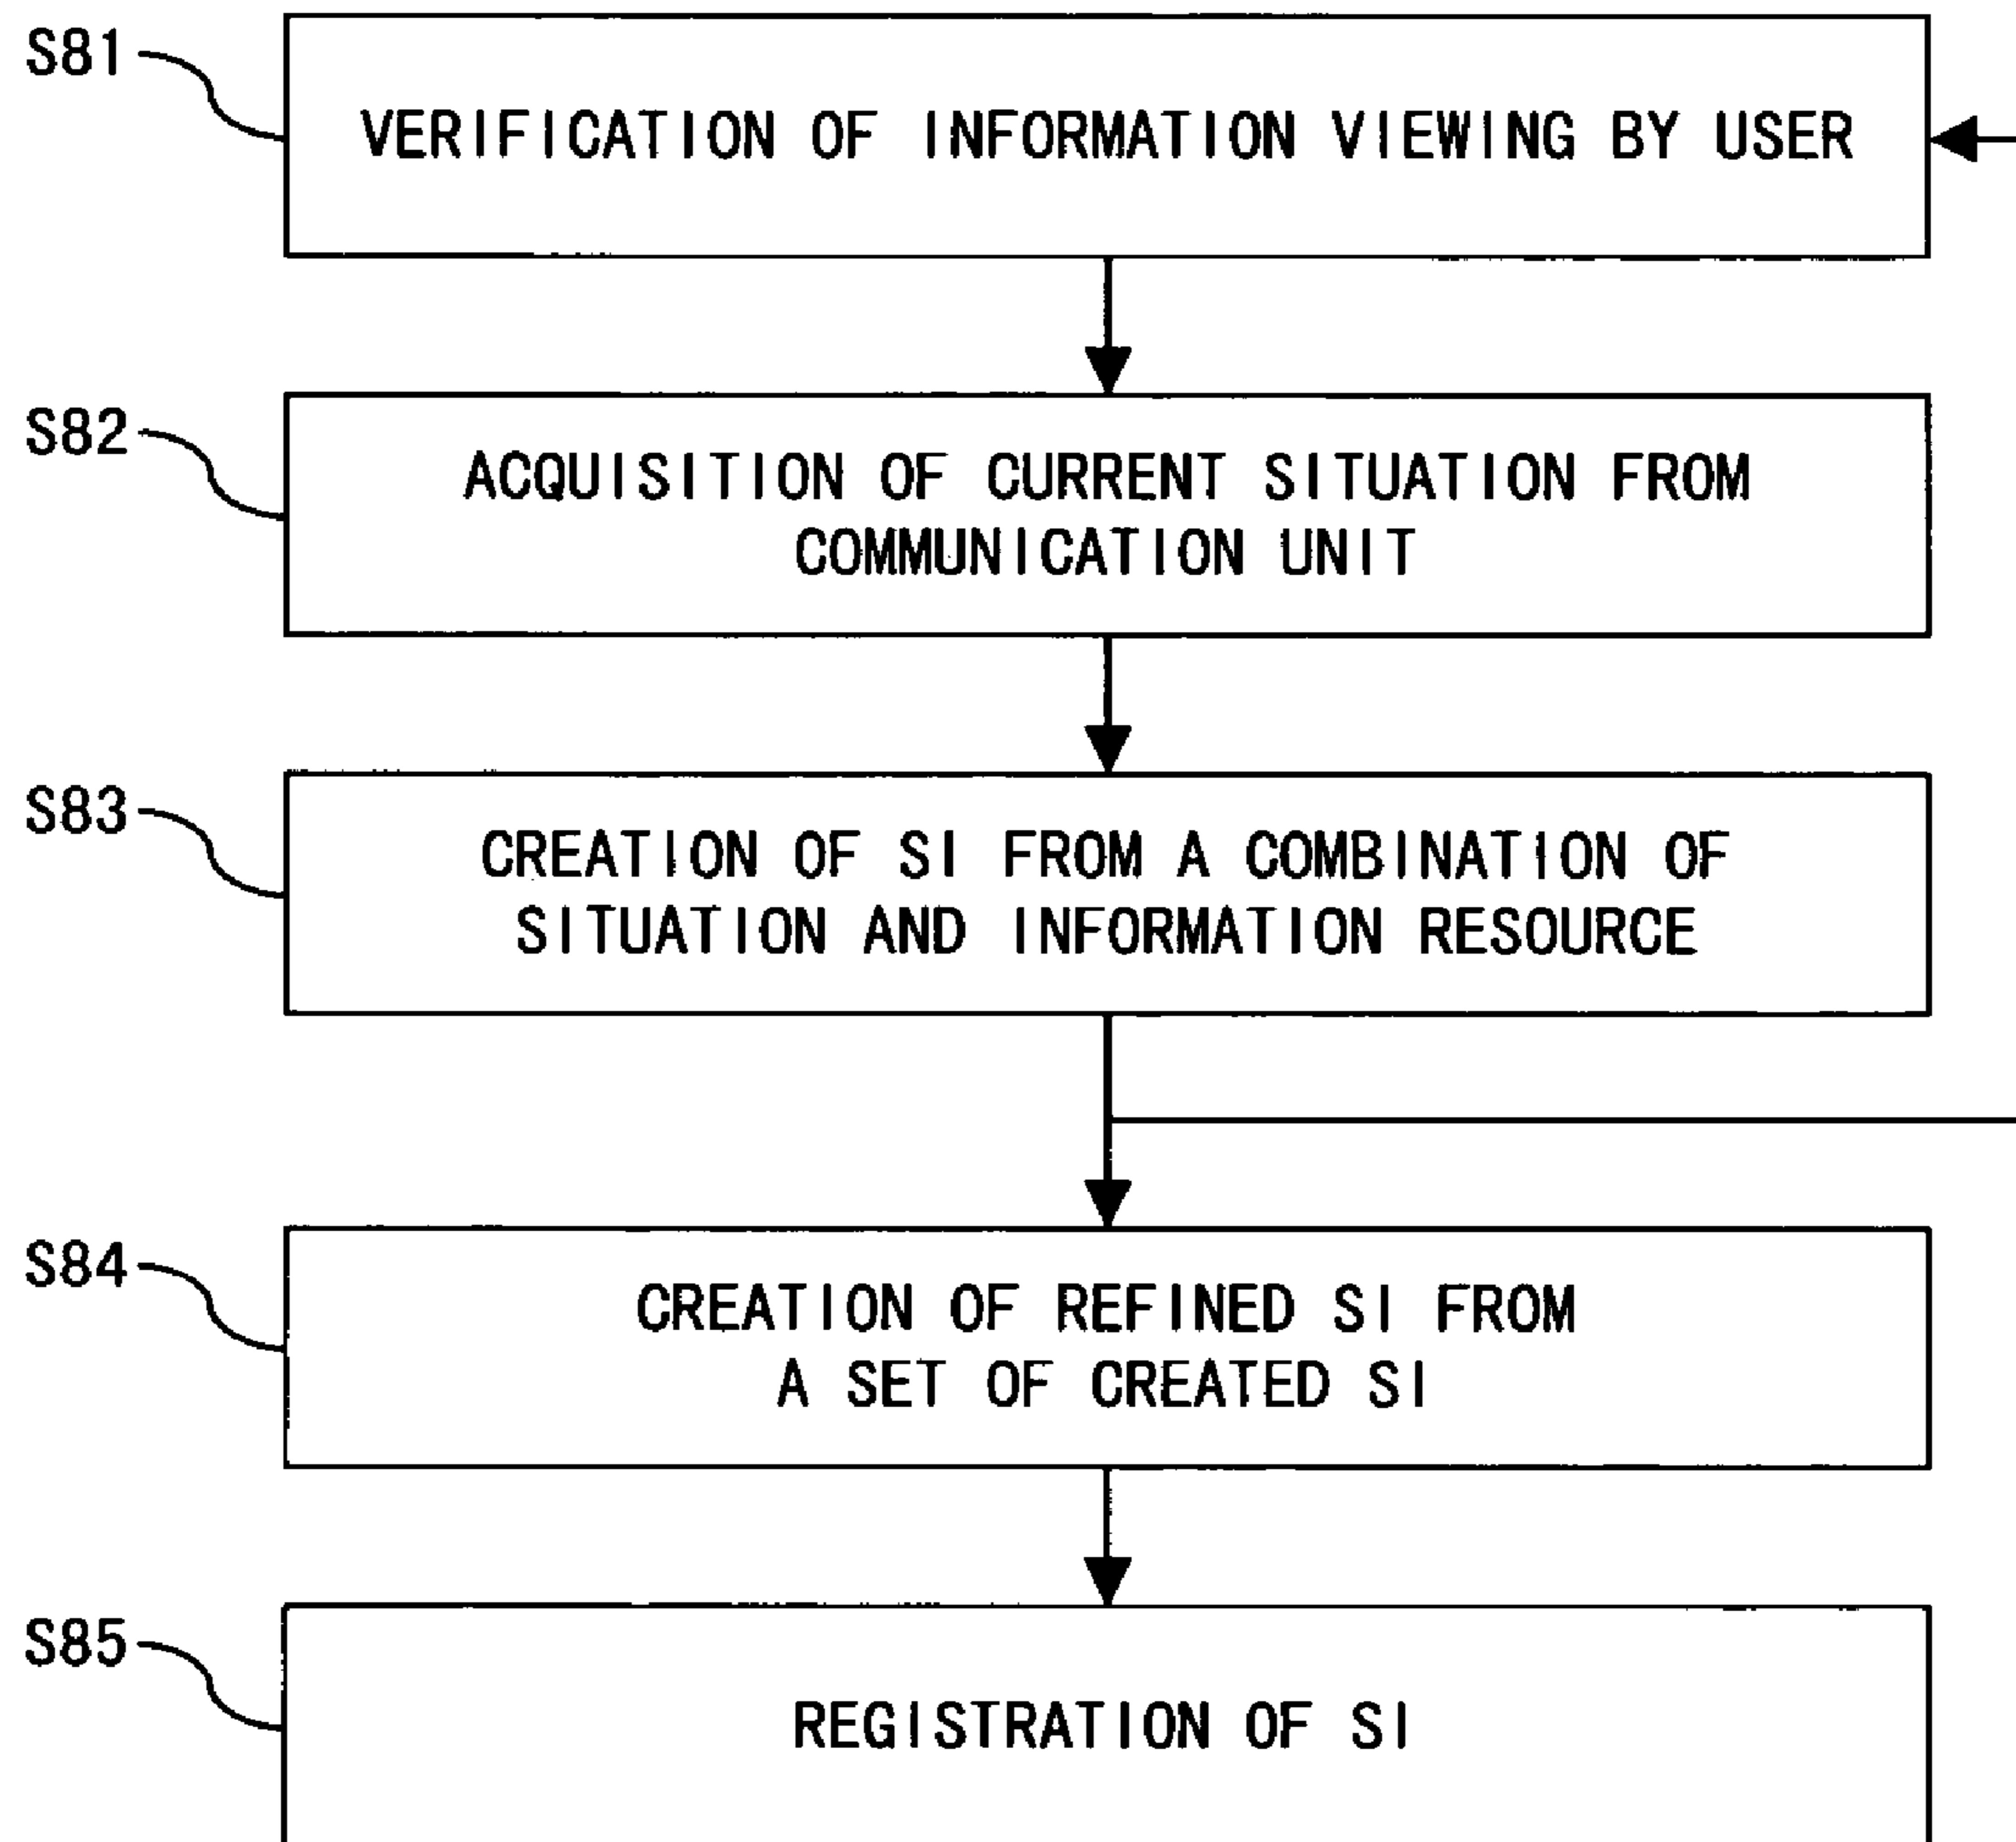 S81
VERIFICATION OF INFORMATION VIEWING BY USER
S82
ACQUISITION OF CURRENT SITUATION FROM
COMMUNICATION UNIT
S83
CREATION OF SI FROM A COMBINATION OF
SITUATION AND INFORMATION RESOURCE
S84
CREATION OF REFINED SI FROM
A SET OF CREATED SI
S85
REGISTRATION OF SI